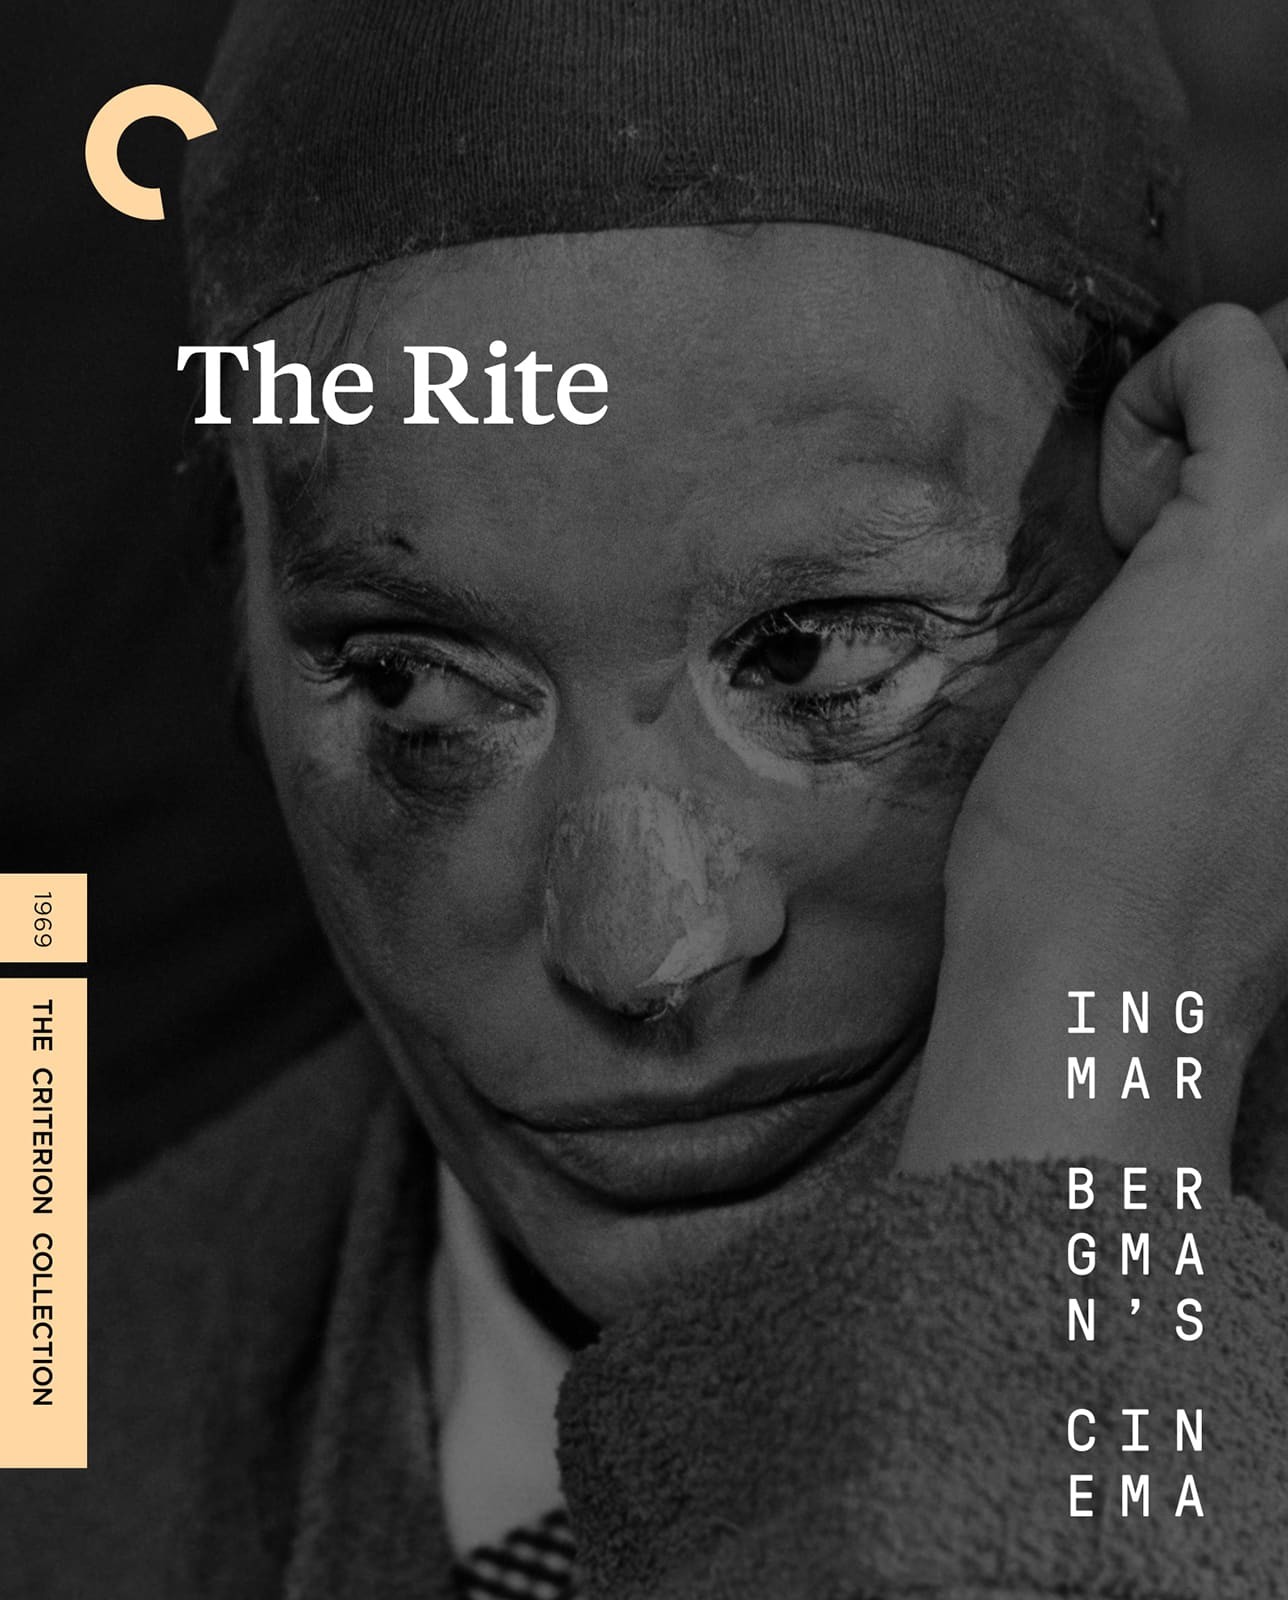 The Rite
1969
THE CRITERION COLLECTION
ING
MAR
BER
GMA
N’S
CIN
EMA